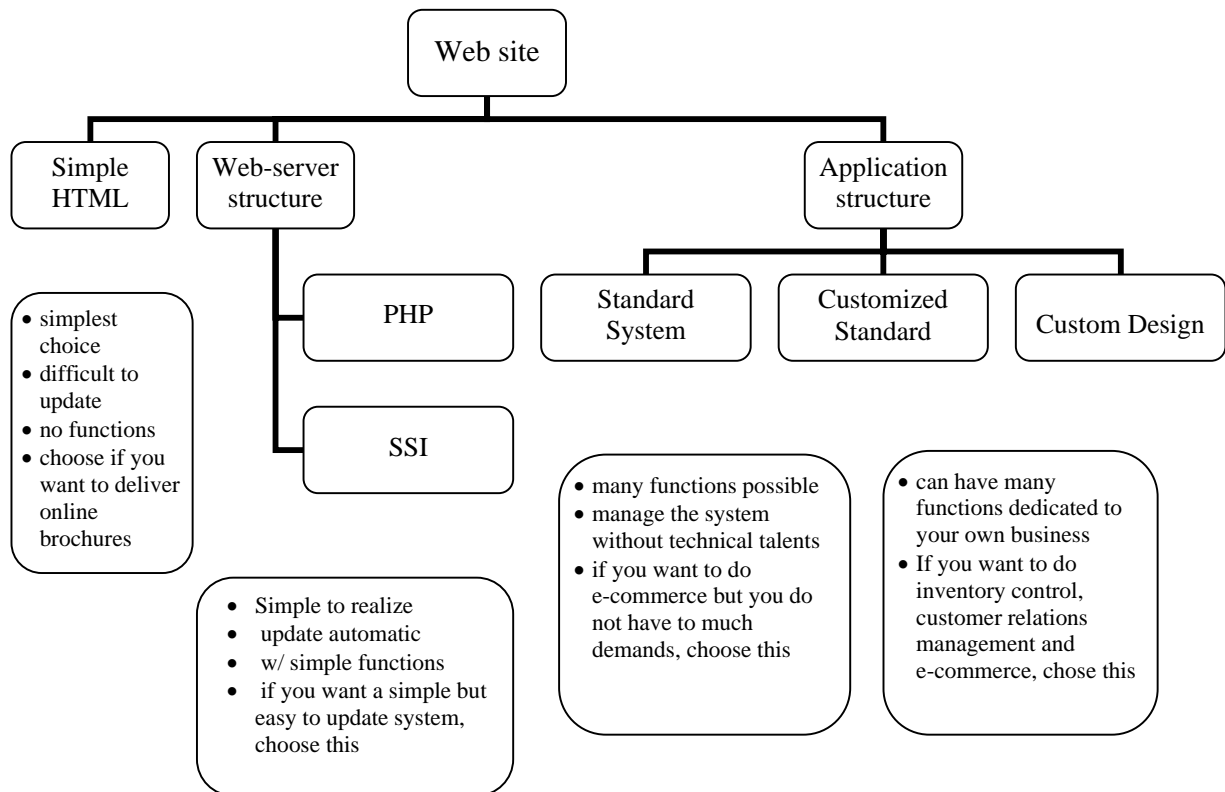 Web site
Simple
HTML
Web-server
structure
Application
structure
PHP
SSI
Standard
System
Customized
Standard
Custom Design
• simplest
choice
• difficult to
update
• no functions
• choose if you
want to deliver
online
brochures
• Simple to realize
• update automatic
• w/ simple functions
• if you want a simple but
easy to update system,
choose this
• many functions possible
• manage the system
without technical talents
• if you want to do
e-commerce but you do
not have to much
demands, choose this
• can have many
functions dedicated to
your own business
• If you want to do
inventory control,
customer relations
management and
e-commerce, chose this